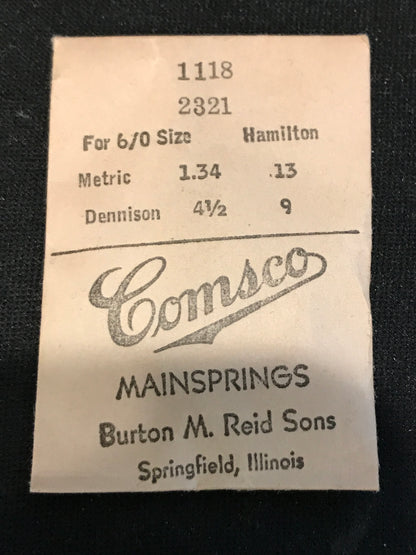 1118
2321
For 6/0 Size Hamilton
Metric 1.34 .13
Dennison 4½ 9
Comsco
MAINSPRINGS
Burton M. Reid Sons
Springfield, Illinois